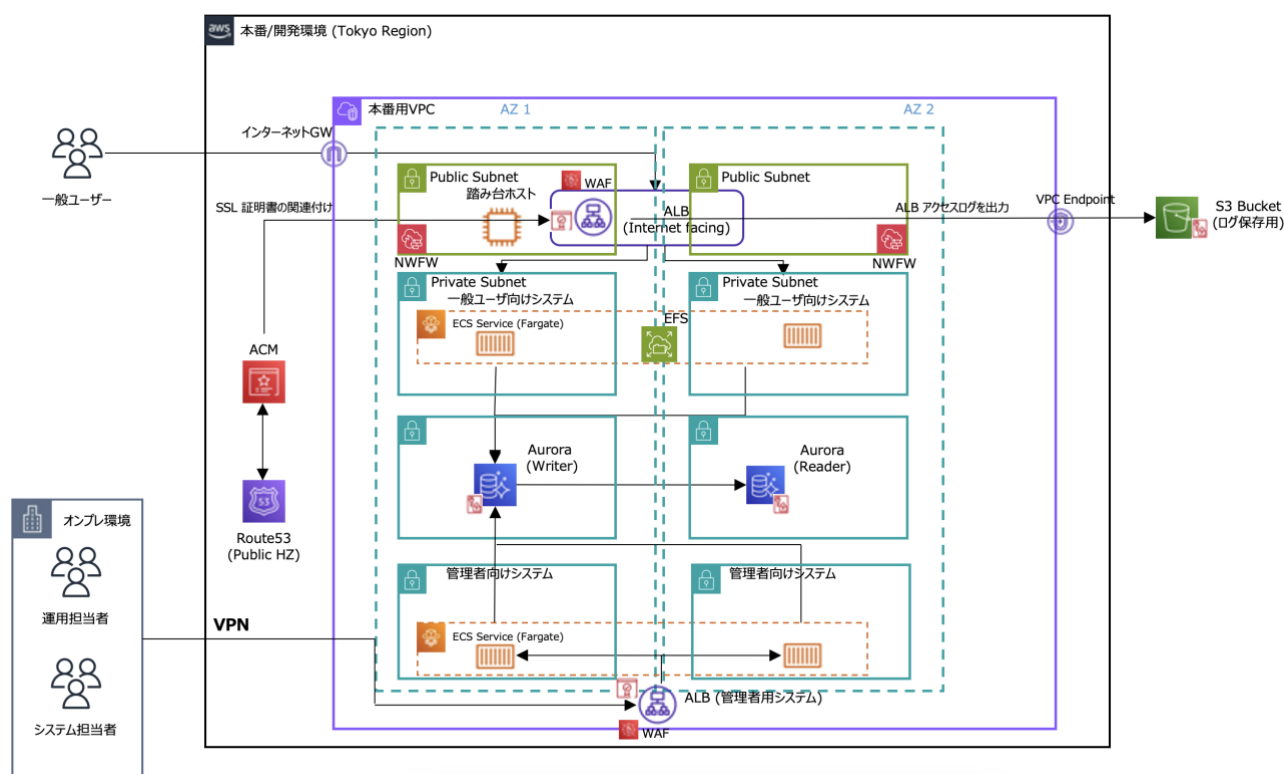 aws
本番/開発環境 (Tokyo Region)
本番用VPC
AZ 1
AZ 2
インターネットGW
一般ユーザー
Public Subnet
踏み台ホスト
WAF
Public Subnet
SSL 証明書の関連付け
ALB
(Internet facing)
ALB アクセスログを出力
VPC Endpoint
S3 Bucket
(ログ保存用)
NWFW
NWFW
Private Subnet
一般ユーザ向けシステム
Private Subnet
一般ユーザ向けシステム
ECS Service (Fargate)
EFS
ACM
Aurora
(Writer)
Aurora
(Reader)
53
Route53
(Public HZ)
オンプレ環境
運用担当者
システム担当者
VPN
管理者向けシステム
管理者向けシステム
ECS Service (Fargate)
ALB (管理者用システム)
WAF